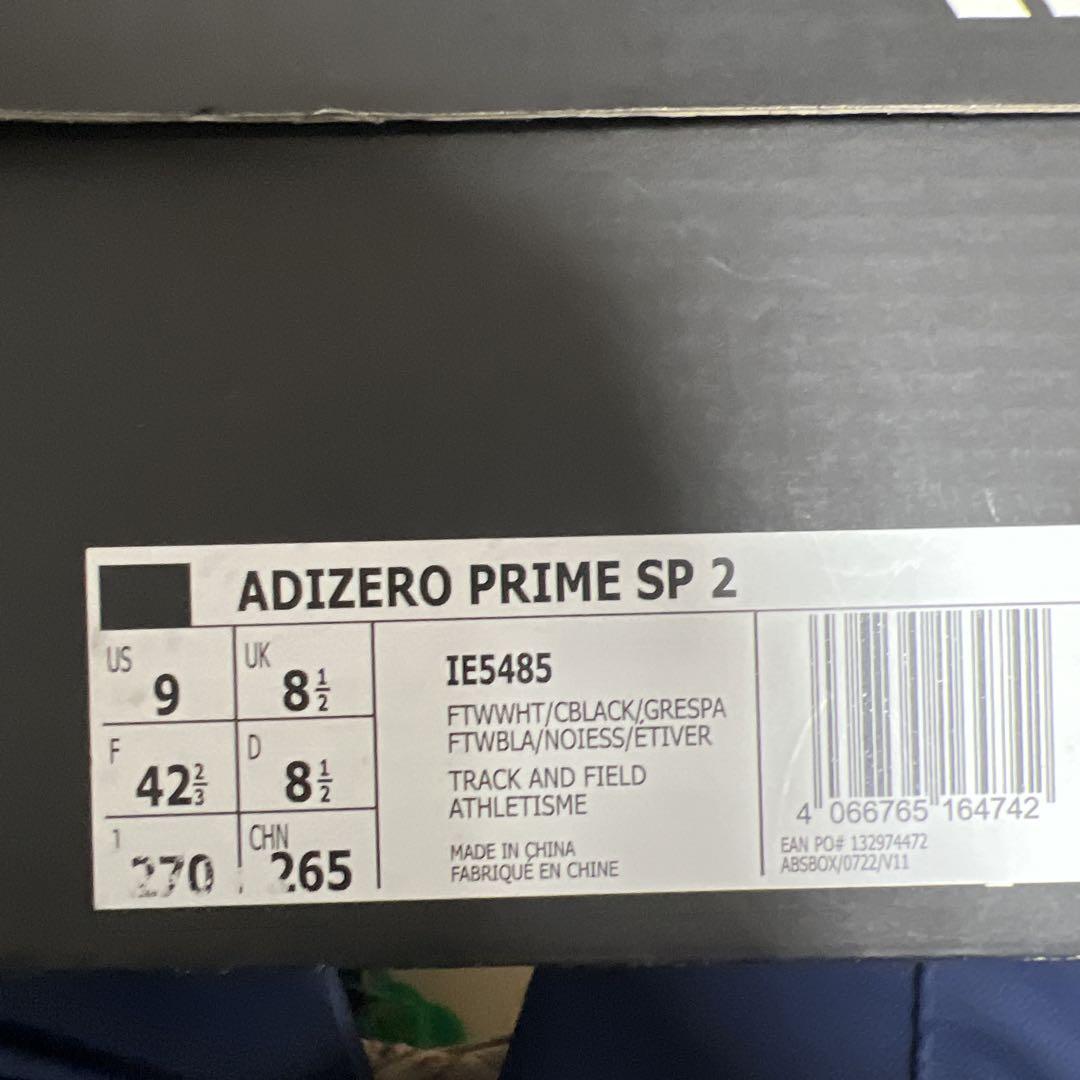 ADIZERO PRIME SP 2
US 9
UK 8½
F 42⅔
D 8½
270
CHN 265
IE5485
FTWWHT/CBLACK/GRESPA
FTWBLA/NOIESS/ÉTIVER
TRACK AND FIELD
ATHLETISME
MADE IN CHINA
FABRIQUÉ EN CHINE
4 066765 164742
EAN PO# 132974472
ABSBOX/0722/V11